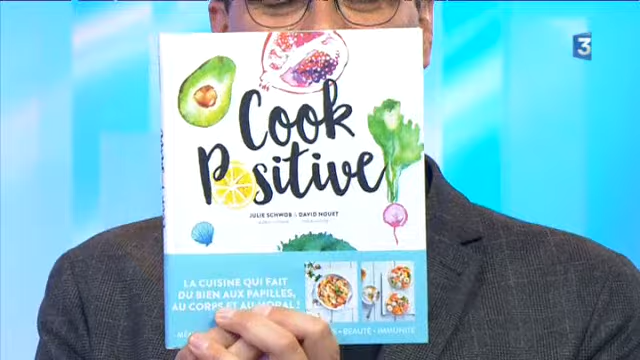 3
Cook
Positive
JULIE SCHWOB & DAVID NOUET
LA CUISINE QUI FAIT
DU BIEN AUX PAPILLES,
AU CORPS ET AU MORAL !
BEAUTÉ • IMMUNITÉ